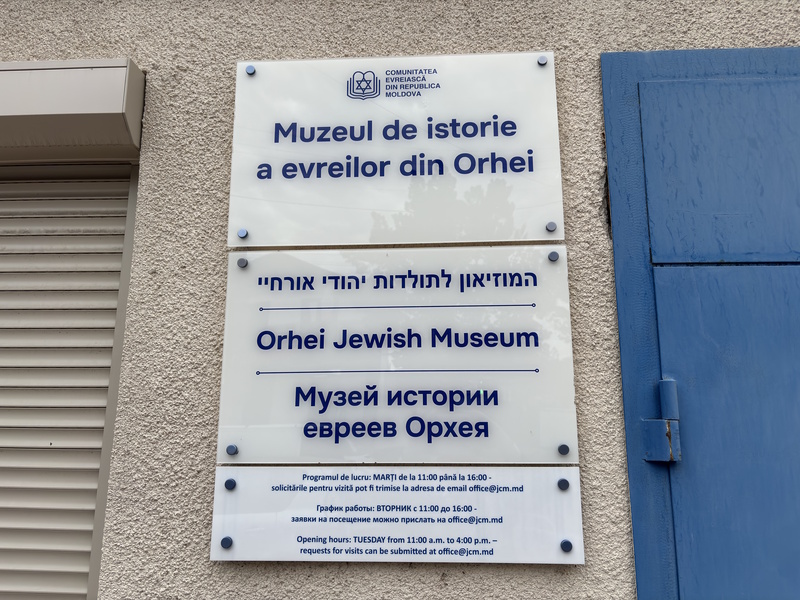 COMUNITATEA
EVREIASCĂ
DIN REPUBLICA
MOLDOVA
Muzeul de istorie
a evreilor din Orhei
המוזיאון לתולדות יהודי אורחיי
Orhei Jewish Museum
Музей истории
евреев Орхея
Programul de lucru: MARȚI de la 11:00 până la 16:00 -
solicitările pentru vizită pot fi trimise la adresa de email office@jcm.md
График работы: ВТОРНИК с 11:00 до 16:00 -
заявки на посещение можно прислать на office@jcm.md
Opening hours: TUESDAY from 11:00 a.m. to 4:00 p.m. –
requests for visits can be submitted at office@jcm.md